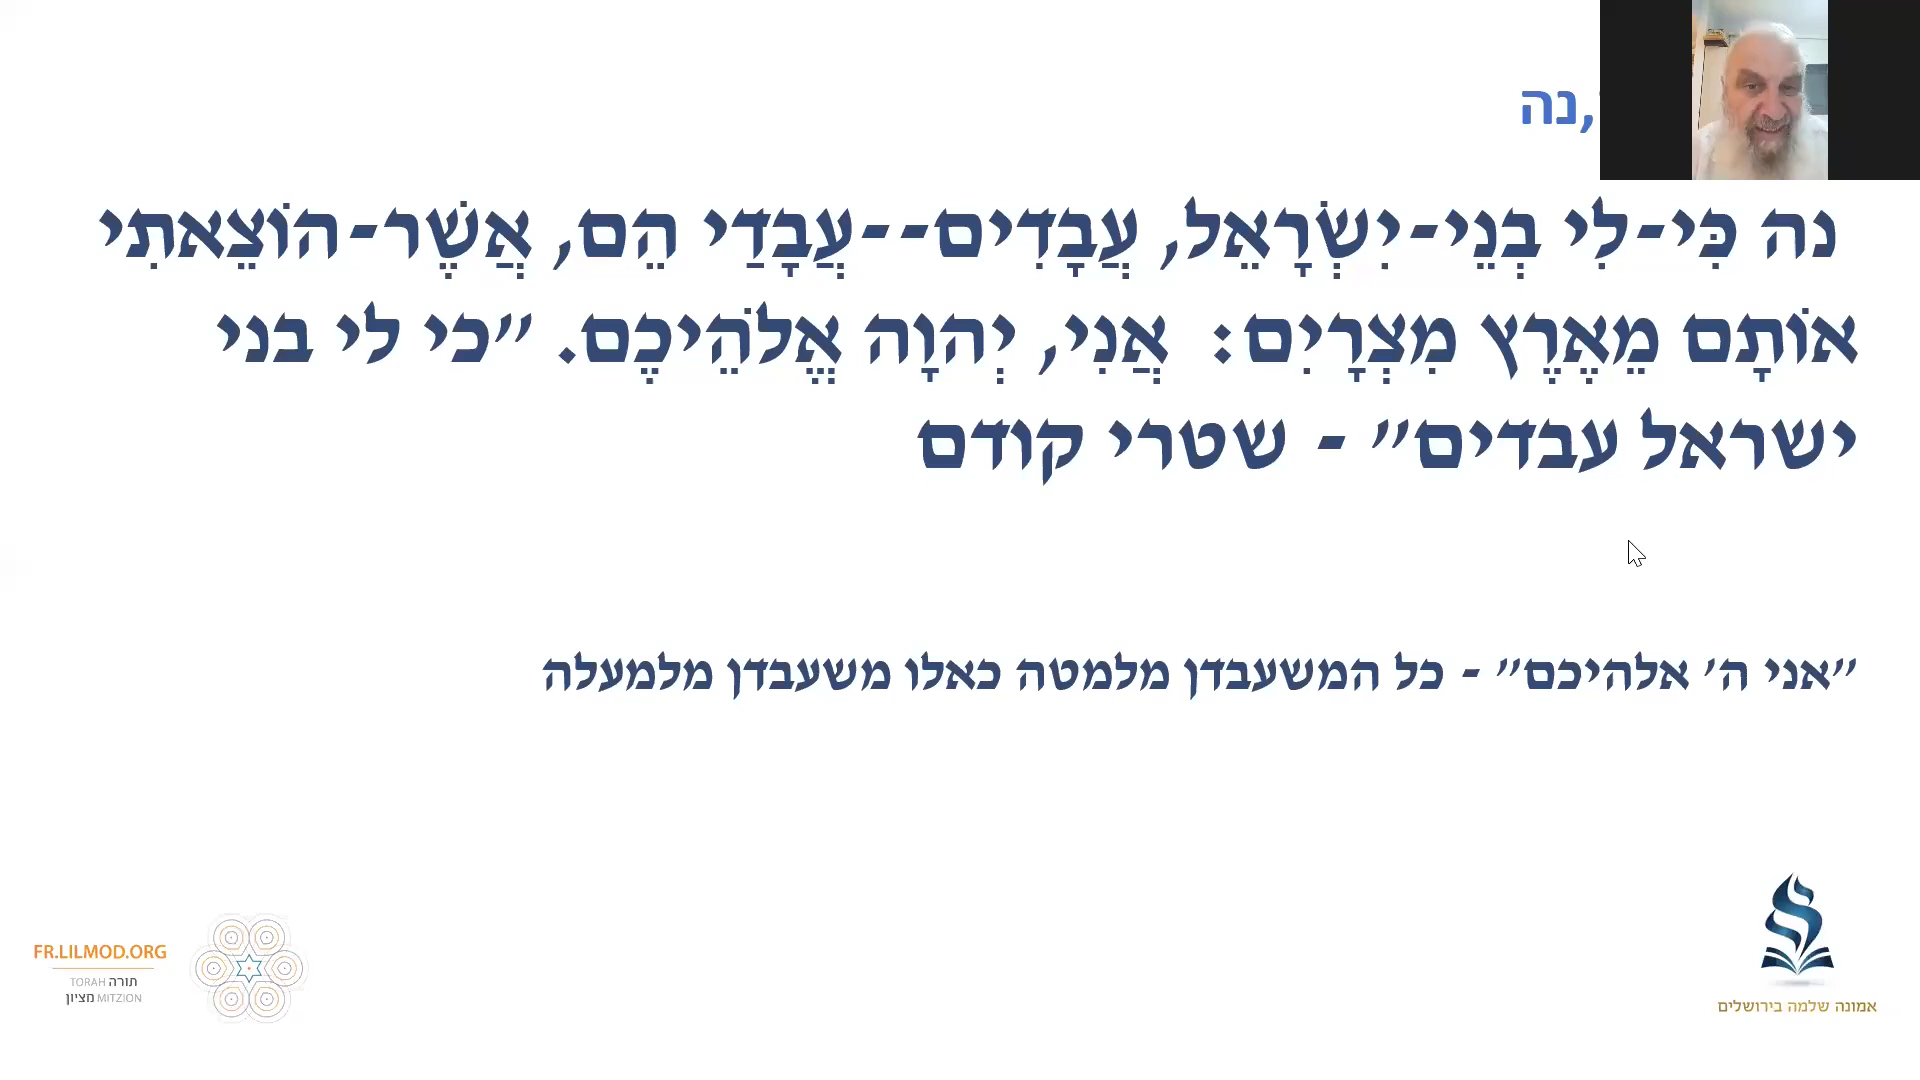 ,נה
נה כִּי-לִי בְנֵי-יִשְׂרָאֵל, עֲבָדִים--עֲבָדַי הֵם, אֲשֶׁר-הוֹצֵאתִי
אוֹתָם מֵאֶרֶץ מִצְרָיִם: אֲנִי, יְהוָה אֱלֹהֵיכֶם. "כי לי בני
ישראל עבדים" - שטרי קודם
"אני ה' אלהיכם" - כל המשעבדן מלמטה כאלו משעבדן מלמעלה
FR.LILMOD.ORG
TORAH תורה
מציון MITZION
אמונה שלמה בירושלים